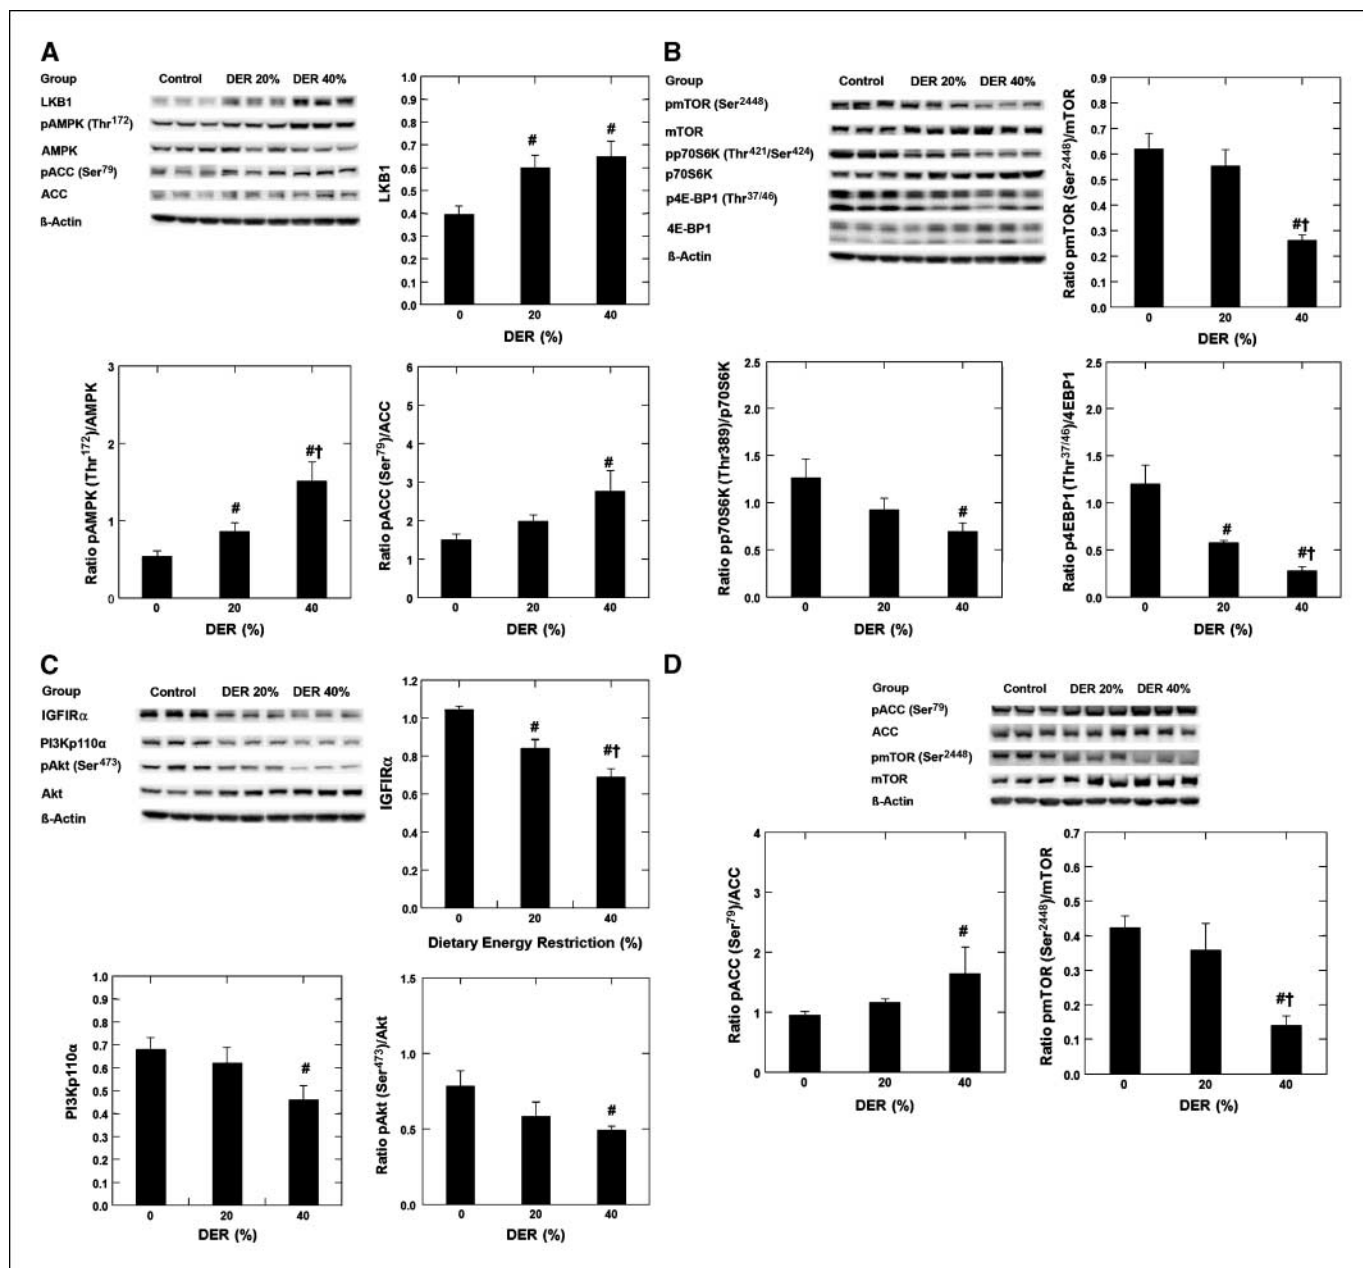 A
Group Control DER 20% DER 40%
LKB1
pAMPK (Thr172)
AMPK
pACC (Ser79)
ACC
ß-Actin
LKB1
1.0
0.9
0.8
0.7
0.6
0.5
0.4
0.3
0.2
0.1
0.0
# #
0 20 40
DER (%)
Ratio pAMPK (Thr172)/AMPK
3
2
1
0
# #†
0 20 40
DER (%)
Ratio pACC (Ser79)/ACC
6
5
4
3
2
1
0
#
0 20 40
DER (%)
B
Group Control DER 20% DER 40%
pmTOR (Ser2448)
mTOR
pp70S6K (Thr421/Ser424)
p70S6K
p4E-BP1 (Thr37/46)
4E-BP1
ß-Actin
Ratio pmTOR (Ser2448)/mTOR
0.9
0.8
0.7
0.6
0.5
0.4
0.3
0.2
0.1
0.0
#†
0 20 40
DER (%)
Ratio pp70S6K (Thr389)/p70S6K
2.5
2.0
1.5
1.0
0.5
0.0
#
0 20 40
DER (%)
Ratio p4EBP1 (Thr37/46)/4EBP1
2.5
2.0
1.5
1.0
0.5
0.0
# #†
0 20 40
DER (%)
C
Group Control DER 20% DER 40%
IGFIRα
PI3Kp110α
pAkt (Ser473)
Akt
ß-Actin
IGFIRα
1.2
1.0
0.8
0.6
0.4
0.2
0.0
# #†
0 20 40
Dietary Energy Restriction (%)
PI3Kp110α
1.0
0.9
0.8
0.7
0.6
0.5
0.4
0.3
0.2
0.1
0.0
#
0 20 40
DER (%)
Ratio pAkt (Ser473)/Akt
1.5
1.0
0.5
0.0
#
0 20 40
DER (%)
D
Group Control DER 20% DER 40%
pACC (Ser79)
ACC
pmTOR (Ser2448)
mTOR
ß-Actin
Ratio pACC (Ser79)/ACC
4
3
2
1
0
#
0 20 40
DER (%)
Ratio pmTOR (Ser2448)/mTOR
0.7
0.6
0.5
0.4
0.3
0.2
0.1
0.0
#†
0 20 40
DER (%)